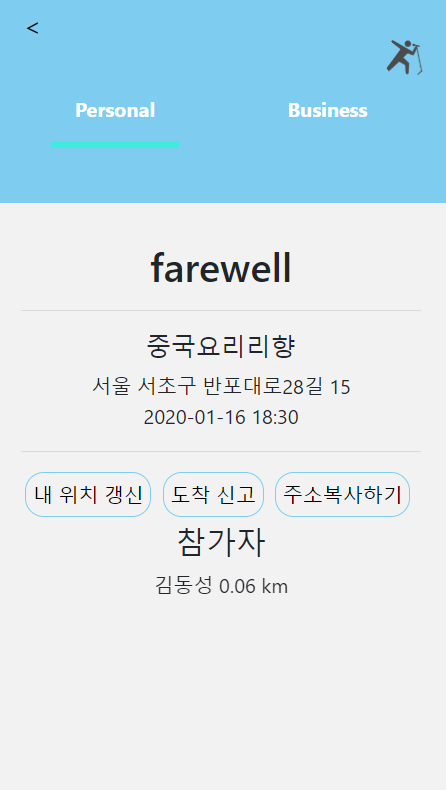 <
Personal Business
farewell
중국요리리향
서울 서초구 반포대로28길 15
2020-01-16 18:30
내 위치 갱신 도착 신고 주소복사하기
참가자
김동성 0.06 km